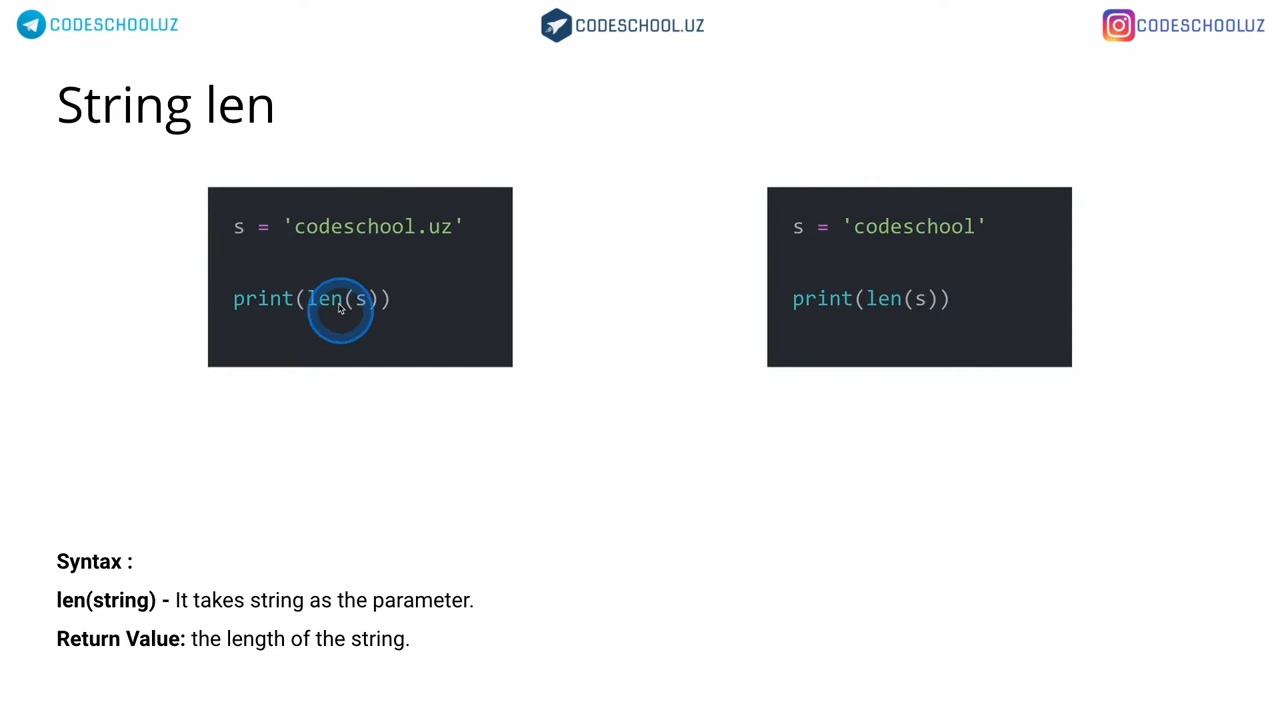 CODESCHOOLUZ
CODESCHOOL.UZ
CODESCHOOLUZ
String len
s = 'codeschool.uz'
print(len(s))
s = 'codeschool'
print(len(s))
Syntax :
len(string) - It takes string as the parameter.
Return Value: the length of the string.